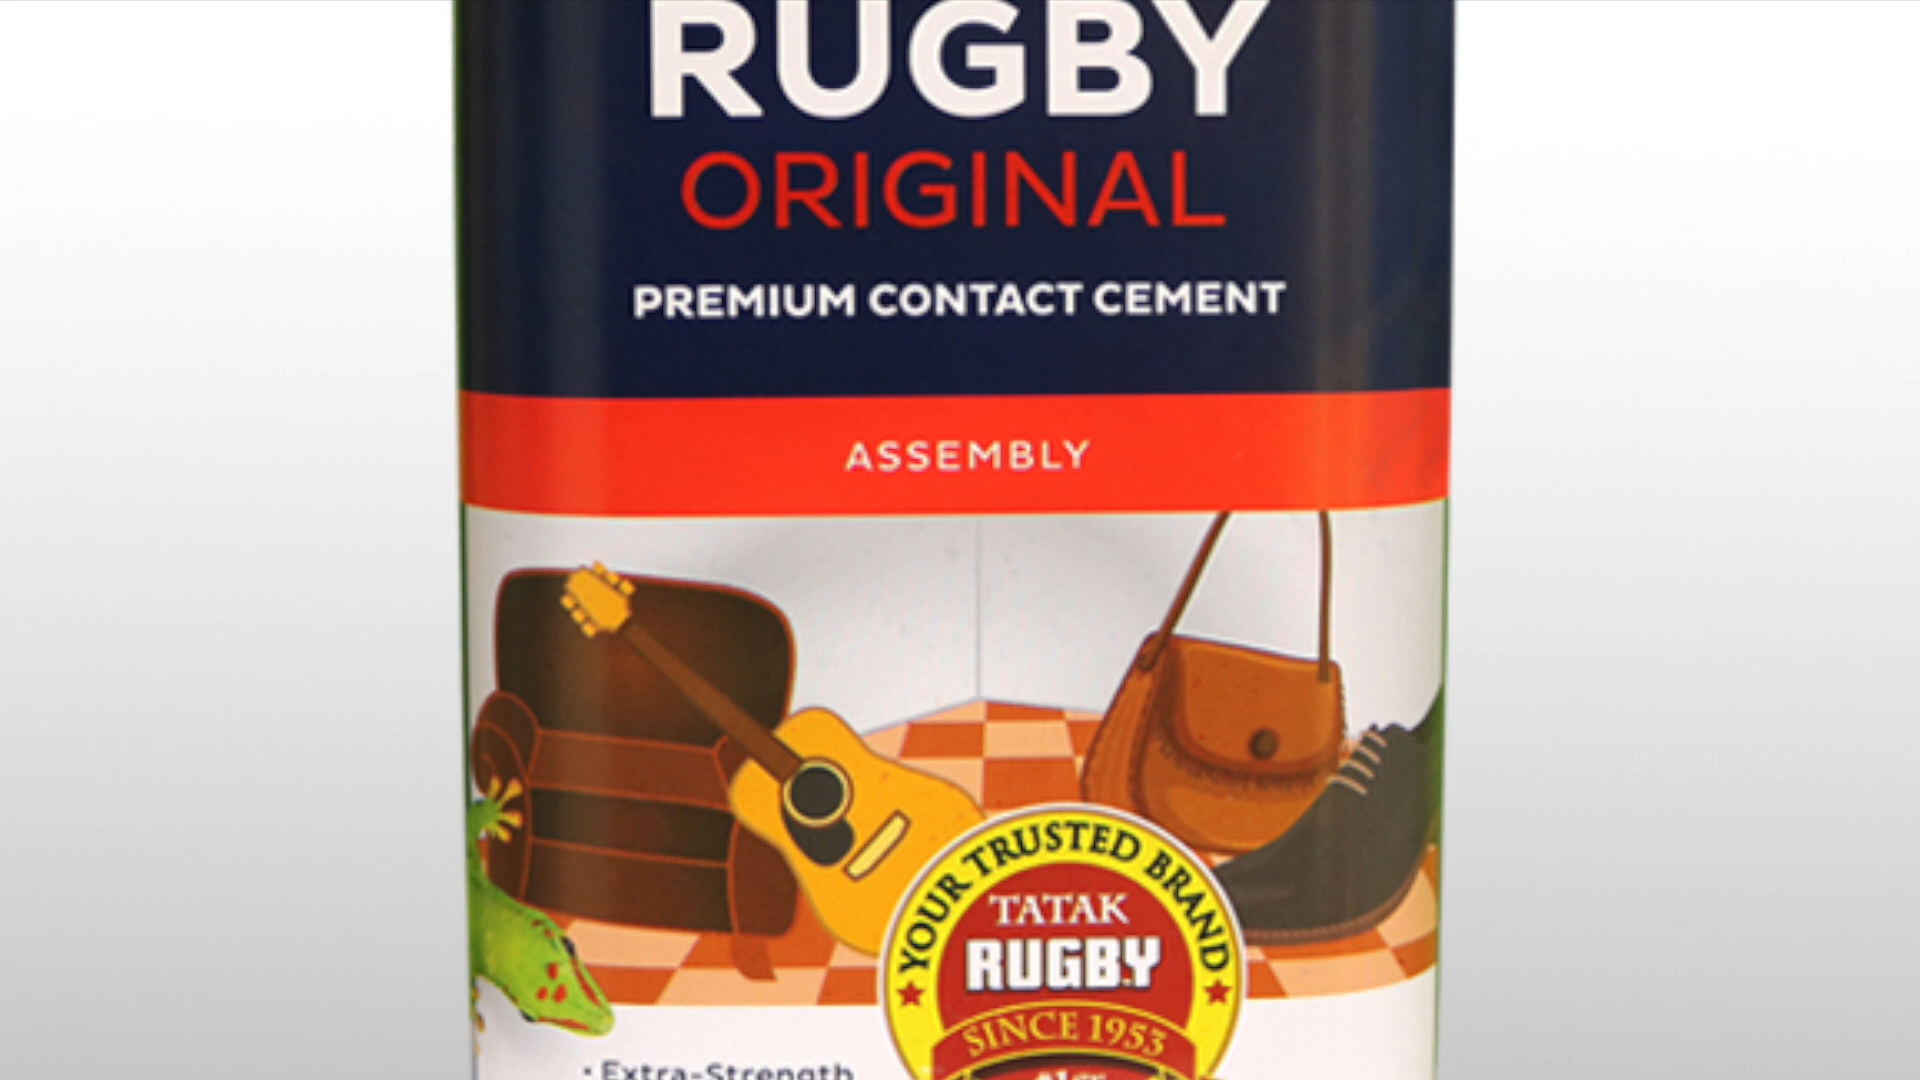 RUGBY
ORIGINAL
PREMIUM CONTACT CEMENT
ASSEMBLY
YOUR TRUSTED BRAND
TATAK
RUGBY
SINCE 1953
• Extra-Strength